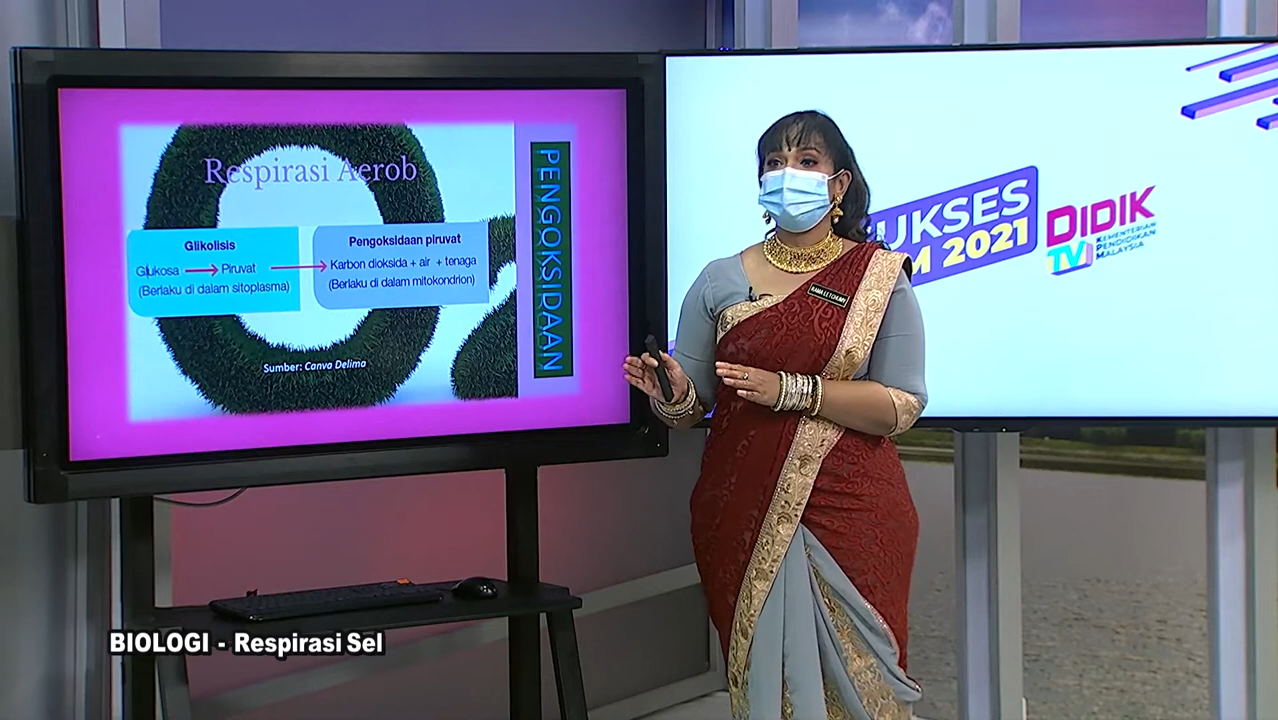 Respirasi Aerob
Glikolisis
Glukosa → Piruvat
(Berlaku di dalam sitoplasma)
Pengoksidaan piruvat
Karbon dioksida + air + tenaga
(Berlaku di dalam mitokondrion)
Sumber: Canva Delima
PENGOKSIDAAN
UKSES
M 2021
DIDIK
TV
KEMENTERIAN
PENDIDIKAN
MALAYSIA
BIOLOGI - Respirasi Sel